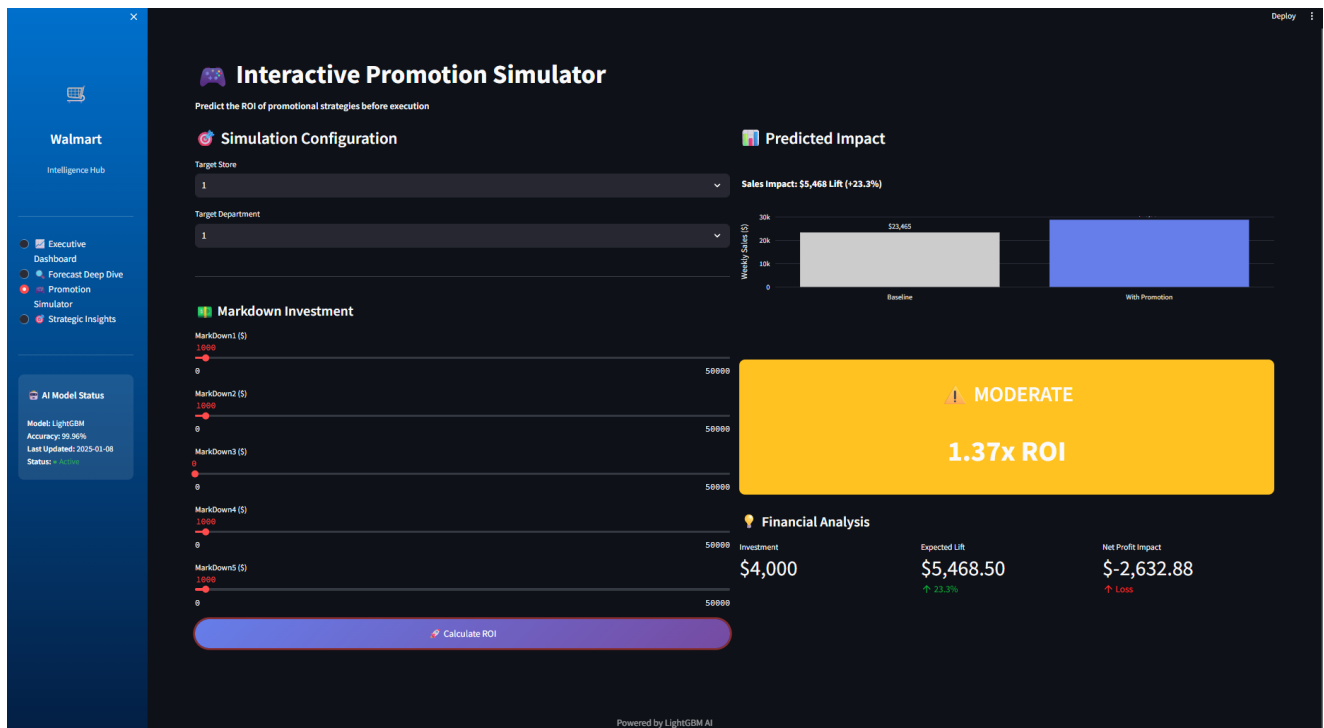 Deploy
Walmart
Intelligence Hub
Executive
Dashboard
Forecast Deep Dive
Promotion
Simulator
Strategic Insights
AI Model Status
Model: LightGBM
Accuracy: 99.96%
Last Updated: 2025-01-08
Status: Active
Interactive Promotion Simulator
Predict the ROI of promotional strategies before execution
Simulation Configuration
Target Store
1
Target Department
1
Markdown Investment
MarkDown1 ($)
1000
0 50000
MarkDown2 ($)
1000
0 50000
MarkDown3 ($)
0
0 50000
MarkDown4 ($)
1000
0 50000
MarkDown5 ($)
1000
0 50000
Calculate ROI
Predicted Impact
Sales Impact: $5,468 Lift (+23.3%)
Weekly Sales ($)
30k
20k
10k
0
$23,465
Baseline With Promotion
MODERATE
1.37x ROI
Financial Analysis
Investment Expected Lift Net Profit Impact
$4,000 $5,468.50 $-2,632.88
↑ 23.3% ↑ Loss
Powered by LightGBM AI